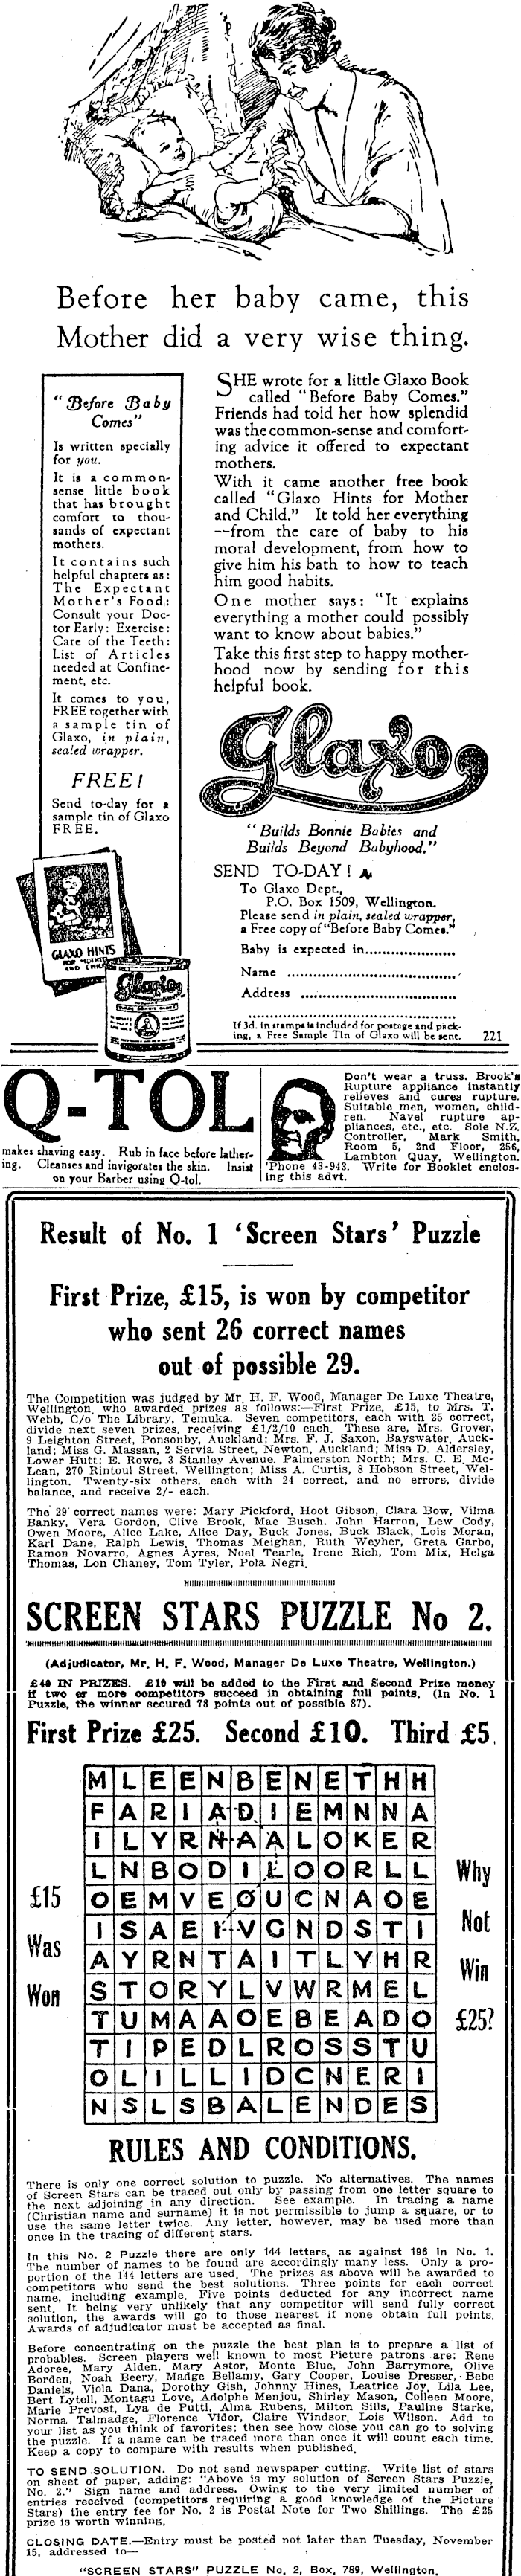 Before her baby came, this
Mother did a very wise thing.
"Before Baby
Comes"
Is written specially
for you.
It is a common-
sense little book
that has brought
comfort to thou-
sands of expectant
mothers.
It contains such
helpful chapters as:
The Expectant
Mother's Food:
Consult your Doc-
tor Early: Exercise:
Care of the Teeth:
List of Articles
needed at Confine-
ment, etc.
It comes to you,
FREE together with
a sample tin of
Glaxo, in plain,
sealed wrapper.
FREE!
Send to-day for a
sample tin of Glaxo
FREE.
GLAXO HINTS
FOR MOTHER
AND CHILD
Glaxo
SHE wrote for a little Glaxo Book
called "Before Baby Comes."
Friends had told her how splendid
was the common-sense and comfort-
ing advice it offered to expectant
mothers.
With it came another free book
called "Glaxo Hints for Mother
and Child." It told her everything
—from the care of baby to his
moral development, from how to
give him his bath to how to teach
him good habits.
One mother says: "It explains
everything a mother could possibly
want to know about babies."
Take this first step to happy mother-
hood now by sending for this
helpful book.
Glaxo
"Builds Bonnie Babies and
Builds Beyond Babyhood."
SEND TO-DAY!
To Glaxo Dept.,
P.O. Box 1509, Wellington.
Please send in plain, sealed wrapper,
a Free copy of "Before Baby Comes."
Baby is expected in....................
Name ....................................
Address .................................
If 3d. in stamps is included for postage and pack-
ing, a Free Sample Tin of Glaxo will be sent. 221
Q-TOL
makes shaving easy. Rub in face before lather-
ing. Cleanses and invigorates the skin. Insist
on your Barber using Q-tol.
Don't wear a truss. Brook's
Rupture appliance instantly
relieves and cures rupture.
Suitable men, women, child-
ren. Navel rupture ap-
pliances, etc., etc. Sole N.Z.
Controller, Mark Smith,
Room 5, 2nd Floor, 256,
Lambton Quay, Wellington.
'Phone 43-943. Write for Booklet enclos-
ing this advt.
Result of No. 1 'Screen Stars' Puzzle
First Prize, £15, is won by competitor
who sent 26 correct names
out of possible 29.
The Competition was judged by Mr. H. F. Wood, Manager De Luxe Theatre,
Wellington, who awarded prizes as follows:—First Prize, £15, to Mrs. T.
Webb, C/o The Library, Temuka. Seven competitors, each with 25 correct,
divide next seven prizes, receiving £1/2/10 each. These are, Mrs. Grover,
9 Leighton Street, Ponsonby, Auckland; Mrs. F. J. Saxon, Bayswater, Auck-
land; Miss G. Massan, 2 Servia Street, Newton, Auckland; Miss D. Aldersley,
Lower Hutt; E. Rowe, 3 Stanley Avenue, Palmerston North; Mrs. C. E. Mc-
Lean, 270 Rintoul Street, Wellington; Miss A. Curtis, 8 Hobson Street, Wel-
lington. Twenty-six others, each with 24 correct, and no errors, divide
balance, and receive 2/- each.
The 29 correct names were: Mary Pickford, Hoot Gibson, Clara Bow, Vilma
Banky, Vera Gordon, Clive Brook, Mae Busch. John Harron, Lew Cody,
Owen Moore, Alice Lake, Alice Day, Buck Jones, Buck Black, Lois Moran,
Karl Dane, Ralph Lewis, Thomas Meighan, Ruth Weyher, Greta Garbo,
Ramon Novarro, Agnes Ayres, Noel Tearle, Irene Rich, Tom Mix, Helga
Thomas, Lon Chaney, Tom Tyler, Pola Negri.
SCREEN STARS PUZZLE No 2.
(Adjudicator, Mr. H. F. Wood, Manager De Luxe Theatre, Wellington.)
£40 IN PRIZES. £10 will be added to the First and Second Prize money
if two or more competitors succeed in obtaining full points. (In No. 1
Puzzle, the winner secured 78 points out of possible 87).
First Prize £25. Second £10. Third £5.
£15
Was
Won
M L E E N B E N E T H H
F A R I A D I E M N N A
I L Y R N A A L O K E R
L N B O D I L O O R L L
O E M V E O U C N A O E
I S A E I V G N D S T I
A Y R N T A I T L Y H R
S T O R Y L V W R M E L
T U M A A O E B E A D O
T I P E D L R O S S T U
O L I L L I D C N E R I
N S L S B A L E N D E S
Why
Not
Win
£25?
RULES AND CONDITIONS.
There is only one correct solution to puzzle. No alternatives. The names
of Screen Stars can be traced out only by passing from one letter square to
the next adjoining in any direction. See example. In tracing a name
(Christian name and surname) it is not permissible to jump a square, or to
use the same letter twice. Any letter, however, may be used more than
once in the tracing of different stars.
In this No. 2 Puzzle there are only 144 letters, as against 196 in No. 1.
The number of names to be found are accordingly many less. Only a pro-
portion of the 144 letters are used. The prizes as above will be awarded to
competitors who send the best solutions. Three points for each correct
name, including example. Five points deducted for any incorrect name
sent. It being very unlikely that any competitor will send fully correct
solution, the awards will go to those nearest if none obtain full points.
Awards of adjudicator must be accepted as final.
Before concentrating on the puzzle the best plan is to prepare a list of
probables. Screen players well known to most Picture patrons are: Rene
Adoree, Mary Alden, Mary Astor, Monte Blue, John Barrymore, Olive
Borden, Noah Beery, Madge Bellamy, Gary Cooper, Louise Dresser, Bebe
Daniels, Viola Dana, Dorothy Gish, Johnny Hines, Leatrice Joy, Lila Lee,
Bert Lytell, Montagu Love, Adolphe Menjou, Shirley Mason, Colleen Moore,
Marie Prevost, Lya de Putti, Alma Rubens, Milton Sills, Pauline Starke,
Norma Talmadge, Florence Vidor, Claire Windsor, Lois Wilson. Add to
your list as you think of favorites; then see how close you can go to solving
the puzzle. If a name can be traced more than once it will count each time.
Keep a copy to compare with results when published.
TO SEND SOLUTION. Do not send newspaper cutting. Write list of stars
on sheet of paper, adding: "Above is my solution of Screen Stars Puzzle,
No. 2." Sign name and address. Owing to the very limited number of
entries received (competitors requiring a good knowledge of the Picture
Stars) the entry fee for No. 2 is Postal Note for Two Shillings. The £25
prize is worth winning.
CLOSING DATE.—Entry must be posted not later than Tuesday, November
15, addressed to—
"SCREEN STARS" PUZZLE No. 2, Box, 789, Wellington.